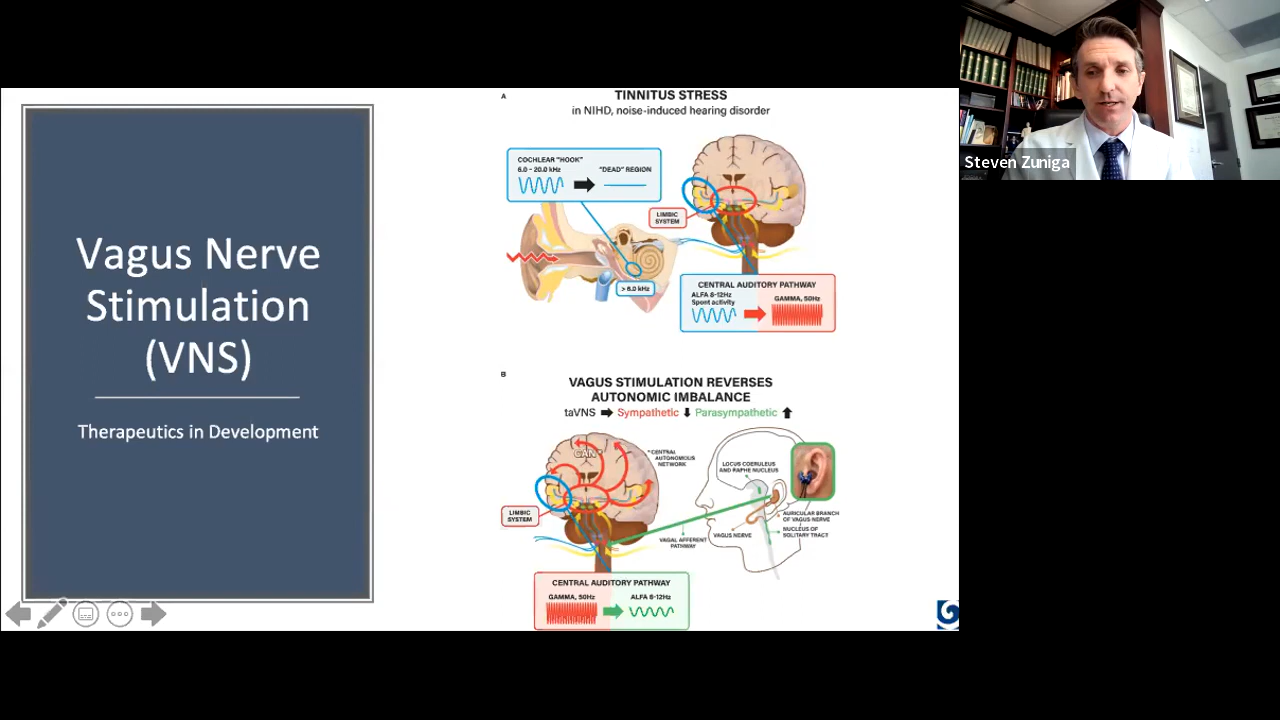 Vagus Nerve
Stimulation
(VNS)
Therapeutics in Development
A
TINNITUS STRESS
in NIHD, noise-induced hearing disorder
COCHLEAR “HOOK”
6.0 – 20.0 kHz
“DEAD” REGION
LIMBIC
SYSTEM
> 6.0 kHz
CENTRAL AUDITORY PATHWAY
ALFA 8-12Hz
Spont activity
GAMMA, 50Hz
B
VAGUS STIMULATION REVERSES
AUTONOMIC IMBALANCE
taVNS Sympathetic Parasympathetic
CAN*
* CENTRAL
AUTONOMOUS
NETWORK
LIMBIC
SYSTEM
LOCUS COERULEUS
AND RAPHE NUCLEUS
AURICULAR BRANCH
OF VAGUS NERVE
NUCLEUS OF
SOLITARY TRACT
VAGUS NERVE
VAGAL AFFERENT
PATHWAY
CENTRAL AUDITORY PATHWAY
GAMMA, 50Hz
ALFA 8-12Hz
Steven Zuniga